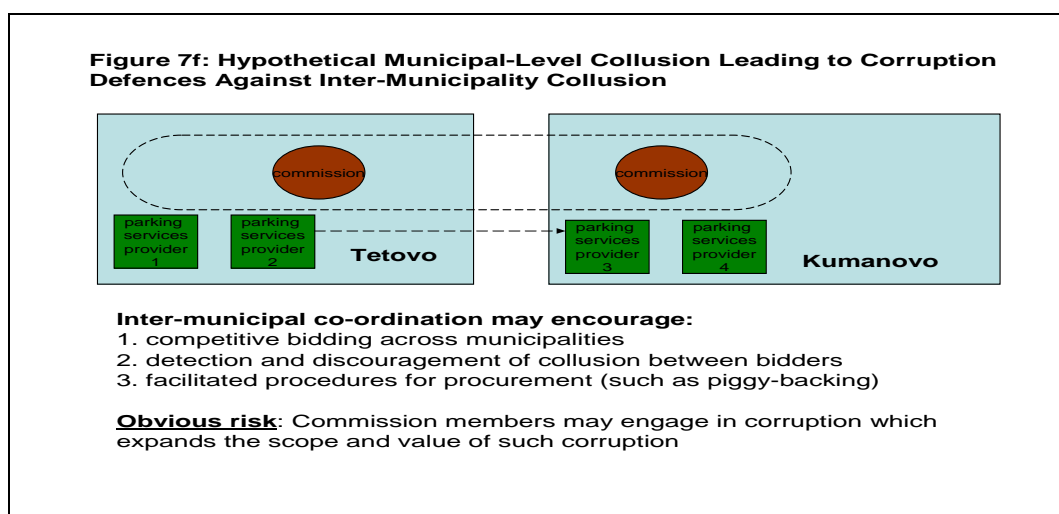 Figure 7f: Hypothetical Municipal-Level Collusion Leading to Corruption
Defences Against Inter-Municipality Collusion
commission
commission
parking
services
provider
1
parking
services
provider
2
Tetovo
parking
services
provider
3
parking
services
provider
4
Kumanovo
Inter-municipal co-ordination may encourage:
1. competitive bidding across municipalities
2. detection and discouragement of collusion between bidders
3. facilitated procedures for procurement (such as piggy-backing)
Obvious risk: Commission members may engage in corruption which
expands the scope and value of such corruption